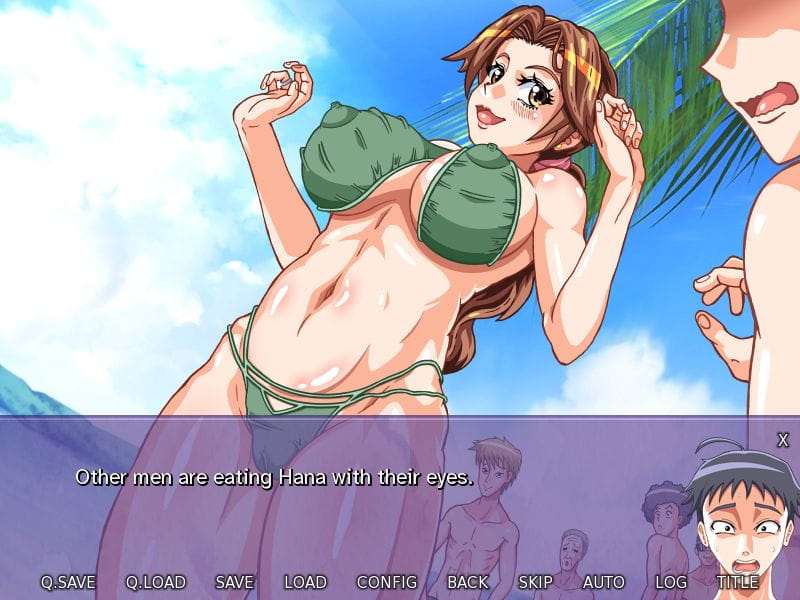 X
Other men are eating Hana with their eyes.
Q.SAVE Q.LOAD SAVE LOAD CONFIG BACK SKIP AUTO LOG TITLE